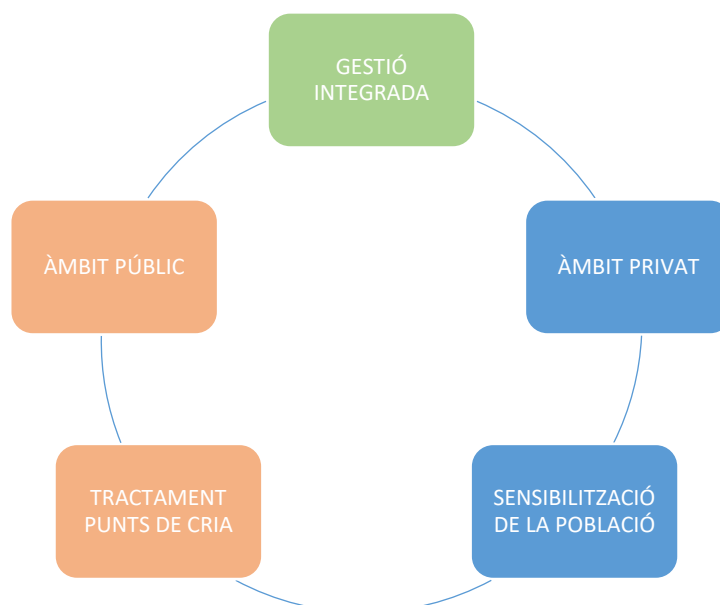 GESTIÓ
INTEGRADA
ÀMBIT PÚBLIC
ÀMBIT PRIVAT
TRACTAMENT
PUNTS DE CRIA
SENSIBILITZACIÓ
DE LA POBLACIÓ